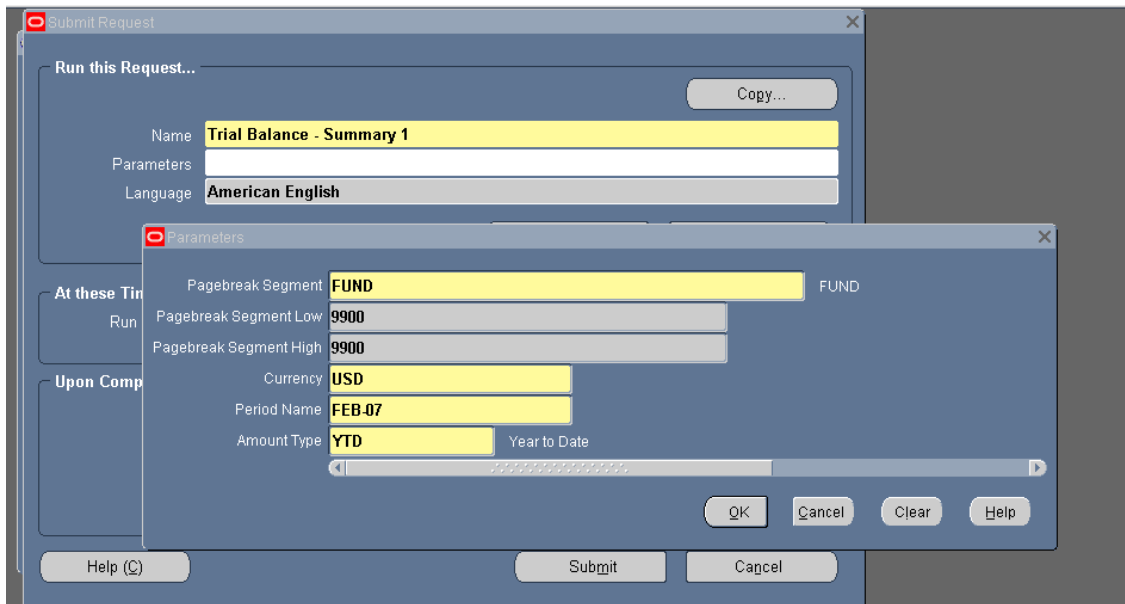 Submit Request
Run this Request...
Copy...
Name Trial Balance - Summary 1
Parameters
Language American English
Parameters
Pagebreak Segment FUND FUND
At these Tim
Run Pagebreak Segment Low 9900
Pagebreak Segment High 9900
Upon Comp Currency USD
Period Name FEB-07
Amount Type YTD Year to Date
OK Cancel Clear Help
Help (C) Submit Cancel